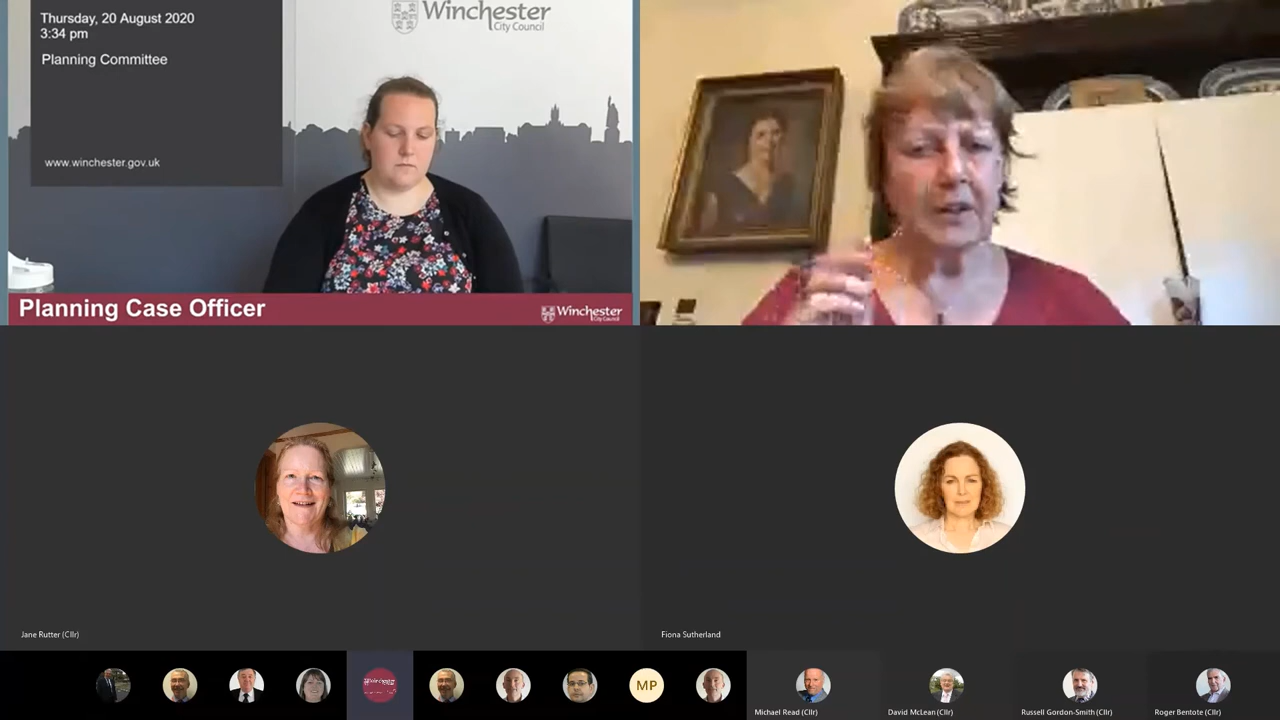 Thursday, 20 August 2020
3:34 pm
Planning Committee
www.winchester.gov.uk
Winchester
City Council
Planning Case Officer
Winchester
City Council
Jane Rutter (Cllr)
Fiona Sutherland
Winchester
MP
Michael Read (Cllr)
David McLean (Cllr)
Russell Gordon-Smith (Cllr)
Roger Bentote (Cllr)